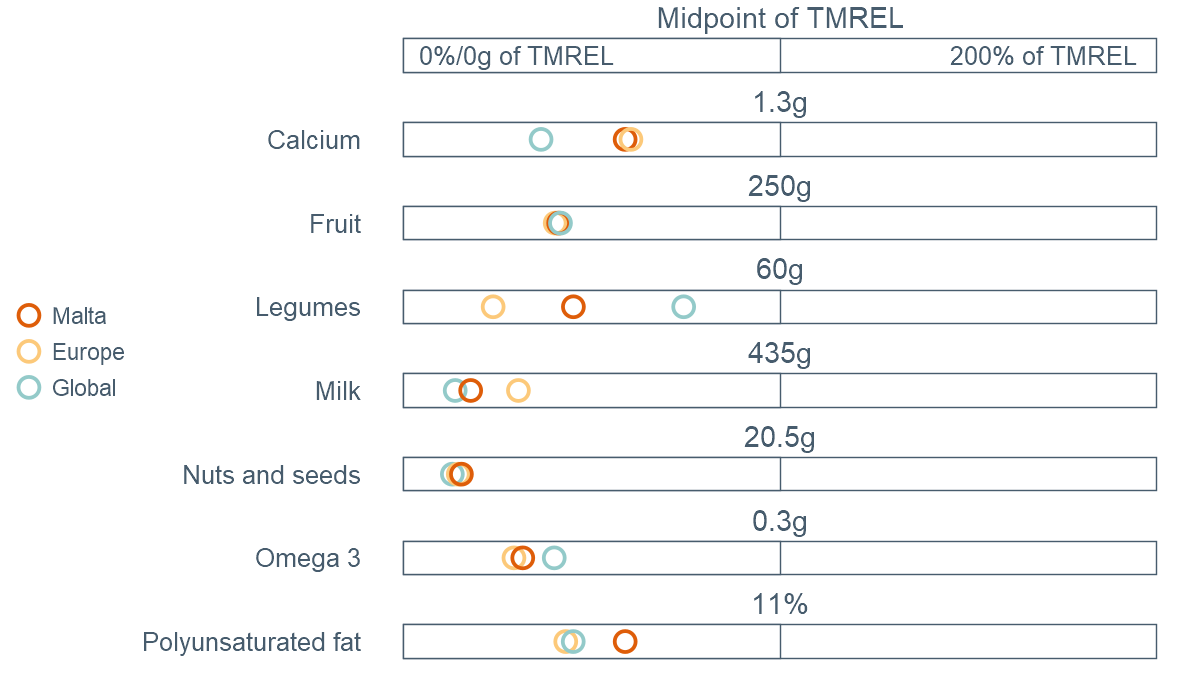 Midpoint of TMREL
0%/0g of TMREL 200% of TMREL
1.3g
Calcium
250g
Fruit
60g
Legumes
435g
Milk
20.5g
Nuts and seeds
0.3g
Omega 3
11%
Polyunsaturated fat
Malta
Europe
Global